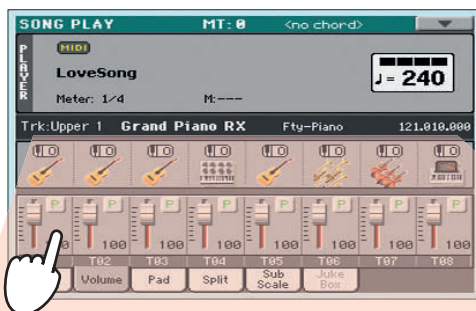 SONG PLAY MT:0 <no chord>
PLAYER
MIDI
LoveSong
Meter: 1/4 M:---
♩= 240
Trk:Upper 1 Grand Piano RX Fty-Piano 121.010.000
P P P P P P P P
100 100 100 100 100 100 100
T02 T03 T04 T05 T06 T07 T08
Volume Pad Split Sub Scale Juke Box